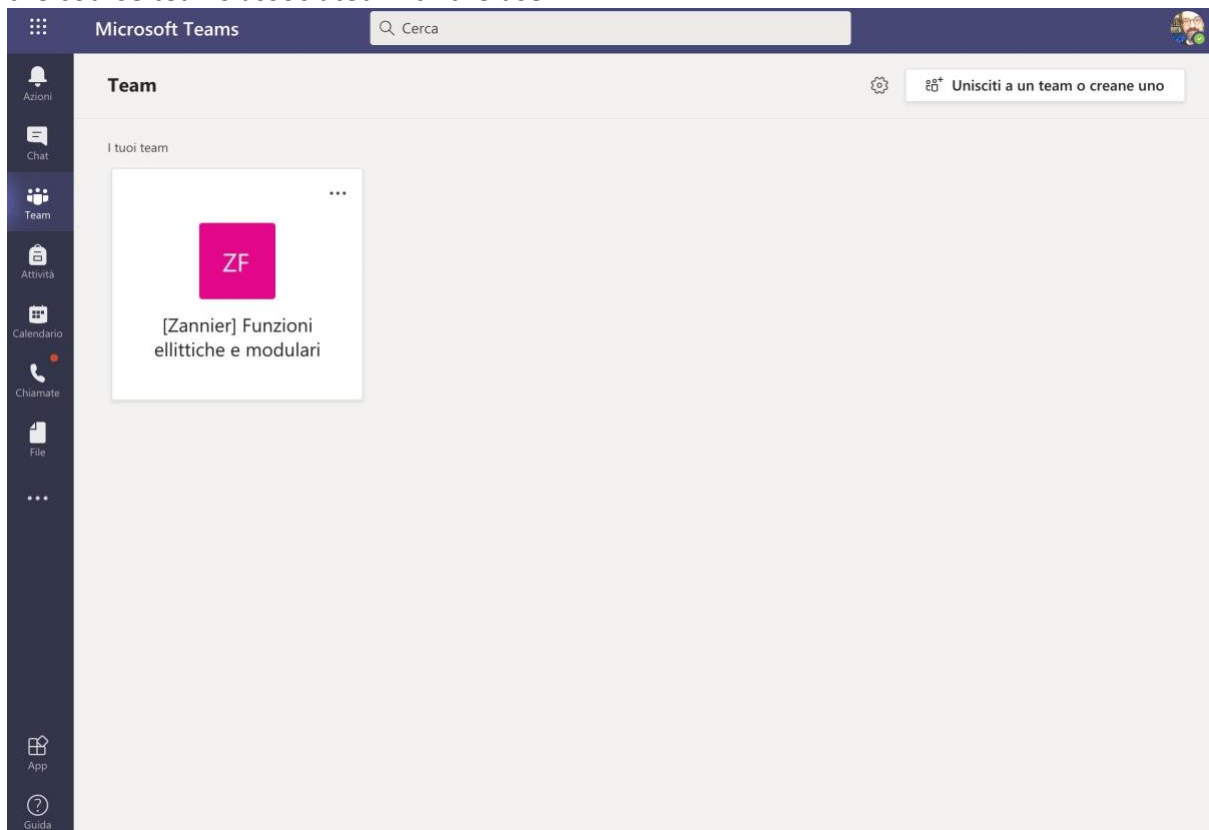 Microsoft Teams
Cerca
Azioni
Chat
Team
Attività
Calendario
Chiamate
File
App
Guida
Team
Unisciti a un team o creane uno
I tuoi team
ZF
[Zannier] Funzioni
ellittiche e modulari